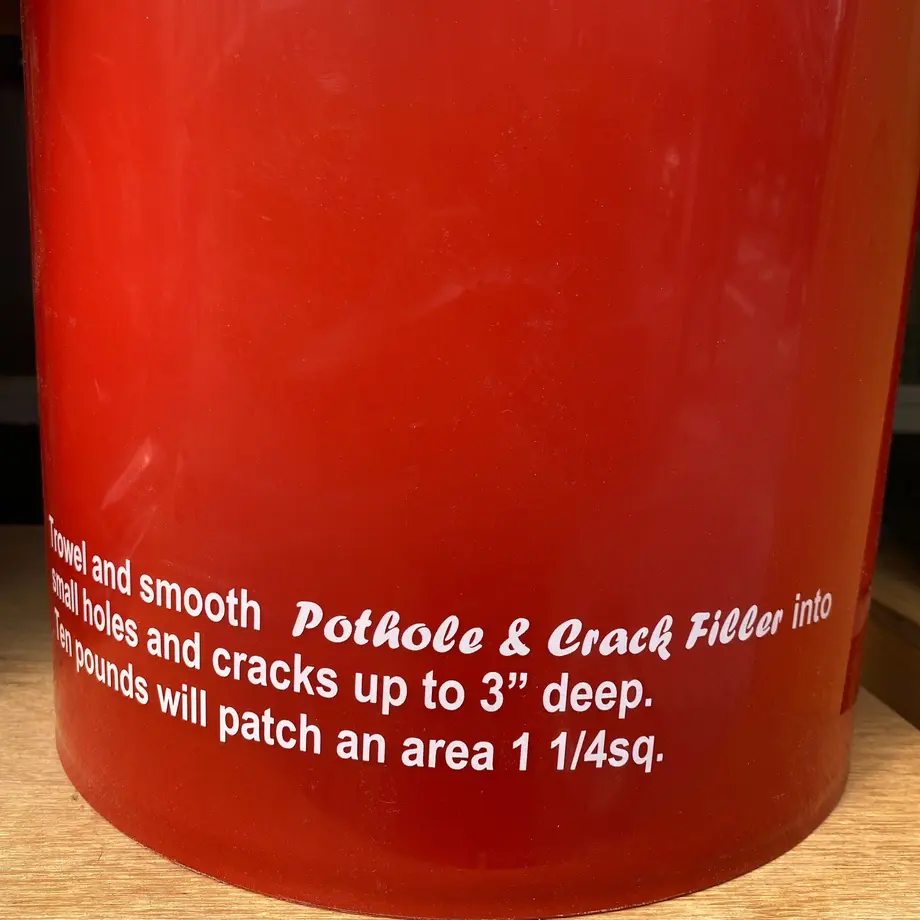 Trowel and smooth Pothole & Crack Filler into
small holes and cracks up to 3” deep.
Ten pounds will patch an area 1 1/4sq.